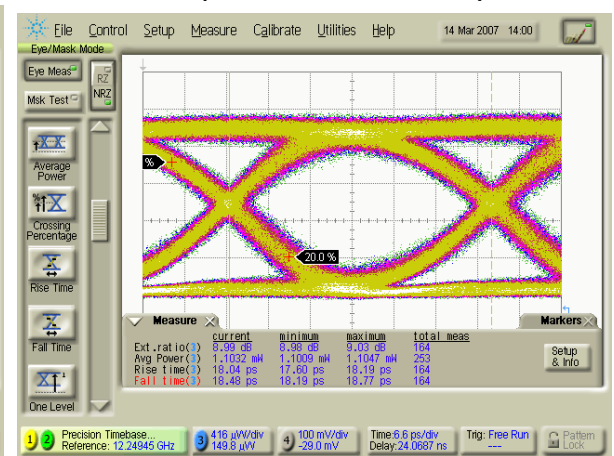 File Control Setup Measure Calibrate Utilities Help 14 Mar 2007 14:00
Eye/Mask Mode
Eye Meas
Msk Test
RZ
NRZ
Average
Power
Crossing
Percentage
Rise Time
Fall Time
One Level
%
20.0 %
Measure
Markers
current minimum maximum total meas
Ext.ratio(3) 8.99 dB 8.98 dB 9.03 dB 164
Avg Power(3) 1.1032 mW 1.1009 mW 1.1047 mW 253
Rise time(3) 18.04 ps 17.60 ps 18.19 ps 164
Fall time(3) 18.48 ps 18.19 ps 18.77 ps 164
Setup
& Info
1 2 Precision Timebase...
Reference: 12.24945 GHz
3 416 µW/div
149.8 µW
4 100 mV/div
-29.0 mV
Time:6.6 ps/div
Delay:24.0687 ns
Trig: Free Run
---
Pattern
Lock